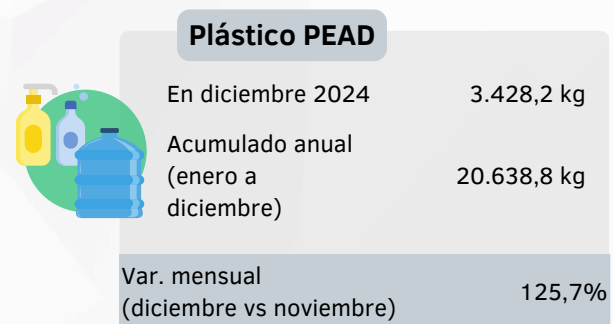 Plástico PEAD
En diciembre 2024 3.428,2 kg
Acumulado anual
(enero a 20.638,8 kg
diciembre)
Var. mensual
(diciembre vs noviembre) 125,7%